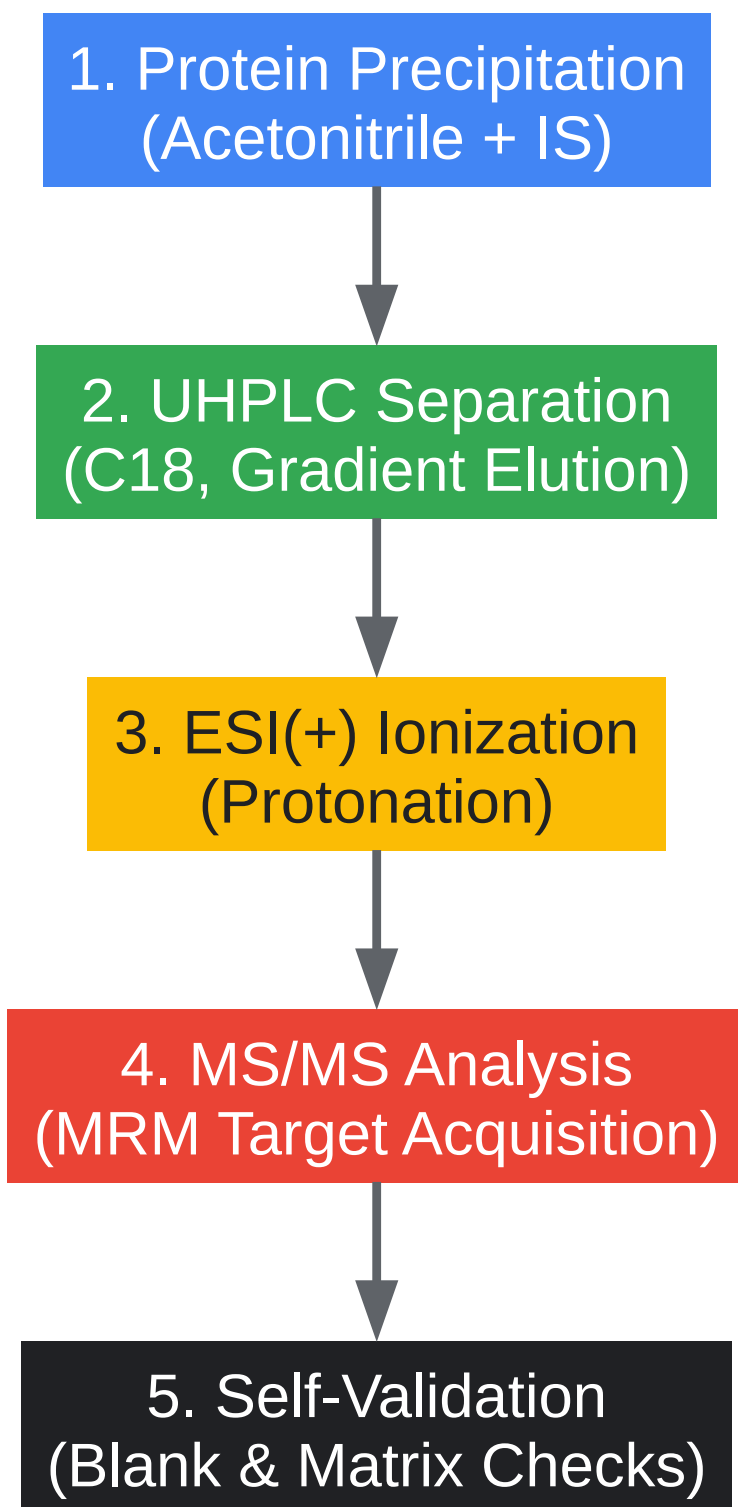 1. Protein Precipitation
(Acetonitrile + IS)
2. UHPLC Separation
(C18, Gradient Elution)
3. ESI(+) Ionization
(Protonation)
4. MS/MS Analysis
(MRM Target Acquisition)
5. Self-Validation
(Blank & Matrix Checks)